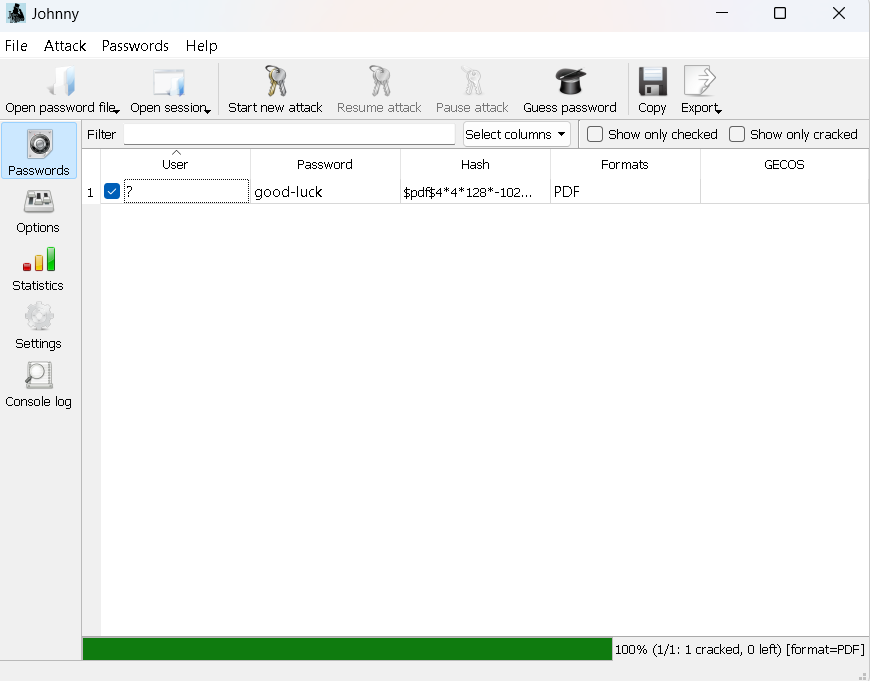 Johnny
File Attack Passwords Help
Open password file Open session Start new attack Resume attack Pause attack Guess password Copy Export
Filter Select columns Show only checked Show only cracked
Passwords
User Password Hash Formats GECOS
1 ? good-luck $pdf$4*4*128*-102... PDF
Options
Statistics
Settings
Console log
100% (1/1: 1 cracked, 0 left) [format=PDF]